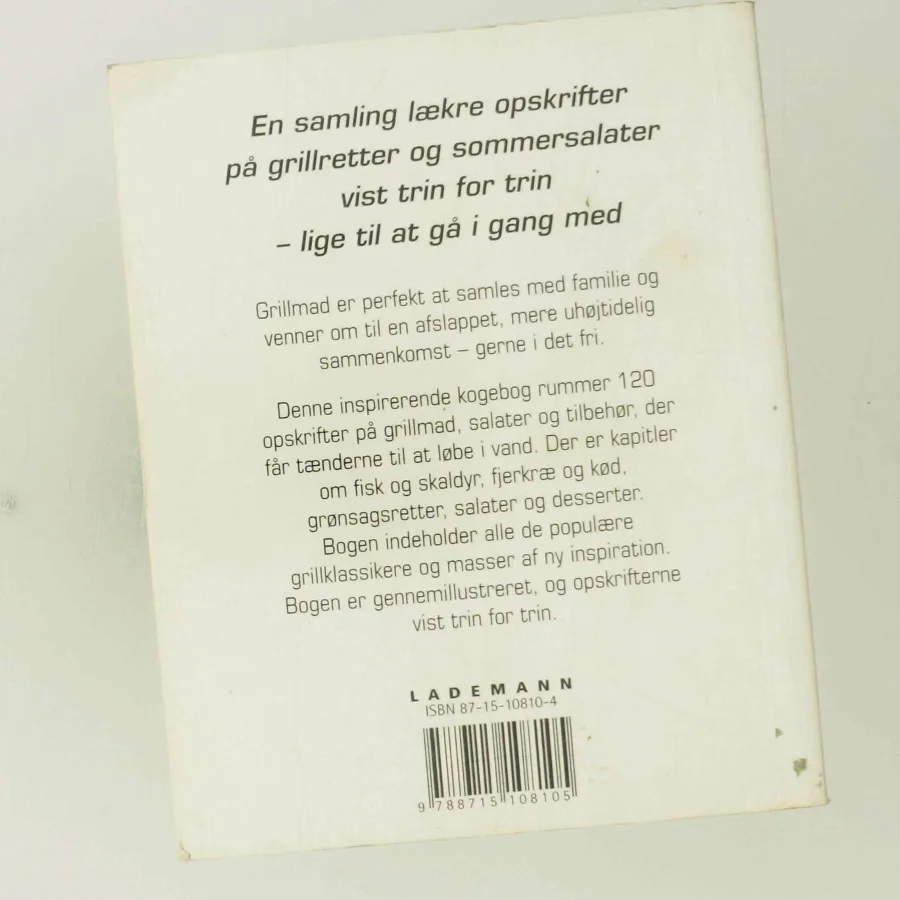 En samling lækre opskrifter
på grillretter og sommersalater
vist trin for trin
– lige til at gå i gang med
Grillmad er perfekt at samles med familie og
venner om til en afslappet, mere uhøjtidelig
sammenkomst – gerne i det fri.
Denne inspirerende kogebog rummer 120
opskrifter på grillmad, salater og tilbehør, der
får tænderne til at løbe i vand. Der er kapitler
om fisk og skaldyr, fjerkræ og kød,
grønsagsretter, salater og desserter.
Bogen indeholder alle de populære
grillklassikere og masser af ny inspiration.
Bogen er gennemillustreret, og opskrifterne
vist trin for trin.
LADEMANN
ISBN 87-15-10810-4
9 788715 108105